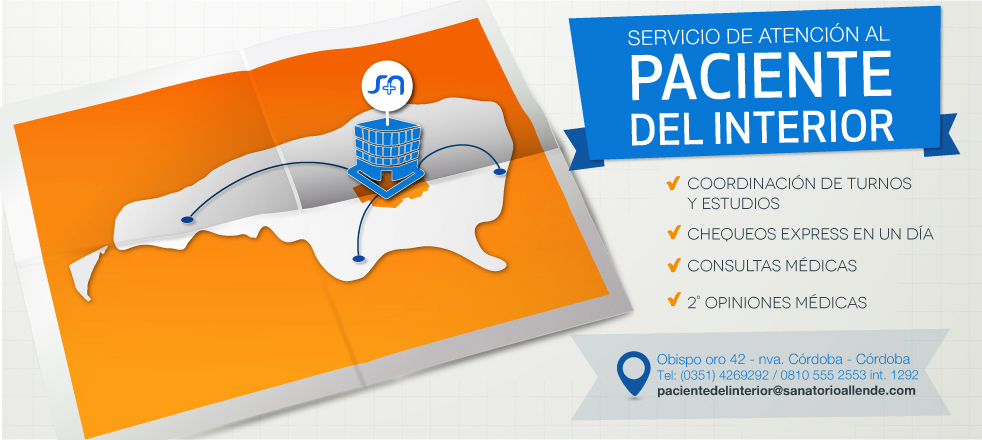 SERVICIO DE ATENCIÓN AL
PACIENTE
DEL INTERIOR
COORDINACIÓN DE TURNOS
Y ESTUDIOS
CHEQUEOS EXPRESS EN UN DÍA
CONSULTAS MÉDICAS
2° OPINIONES MÉDICAS
Obispo oro 42 - nva. Córdoba - Córdoba
Tel: (0351) 4269292 / 0810 555 2553 int. 1292
pacientedelinterior@sanatorioallende.com